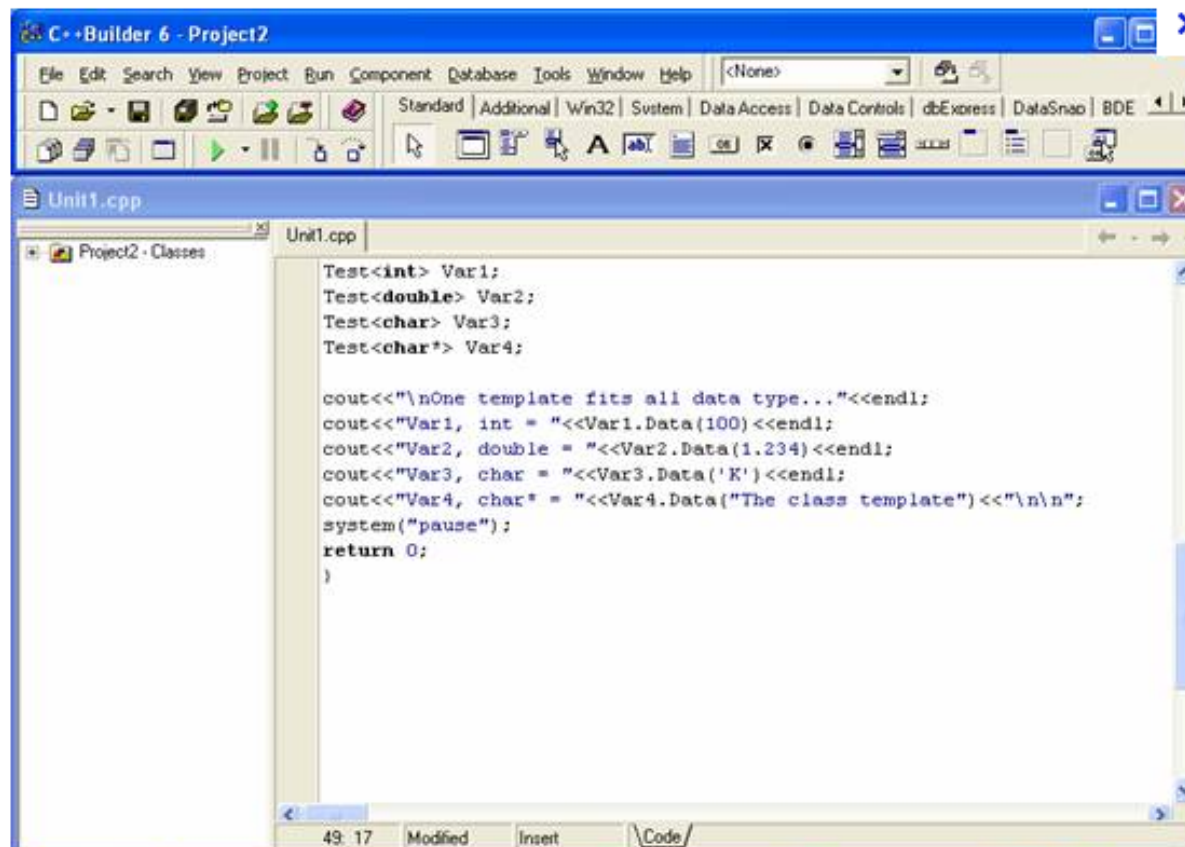 C++Builder 6 - Project2
File Edit Search View Project Run Component Database Tools Window Help <None>
Standard Additional Win32 System Data Access Data Controls dbExpress DataSnap BDE
Unit1.cpp
Project2 - Classes
Unit1.cpp
Test<int> Var1;
Test<double> Var2;
Test<char> Var3;
Test<char*> Var4;
cout<<"\nOne template fits all data type..."<<endl;
cout<<"Var1, int = "<<Var1.Data(100)<<endl;
cout<<"Var2, double = "<<Var2.Data(1.234)<<endl;
cout<<"Var3, char = "<<Var3.Data('K')<<endl;
cout<<"Var4, char* = "<<Var4.Data("The class template")<<"\n\n";
system("pause");
return 0;
}
49: 17 Modified Insert \Code/